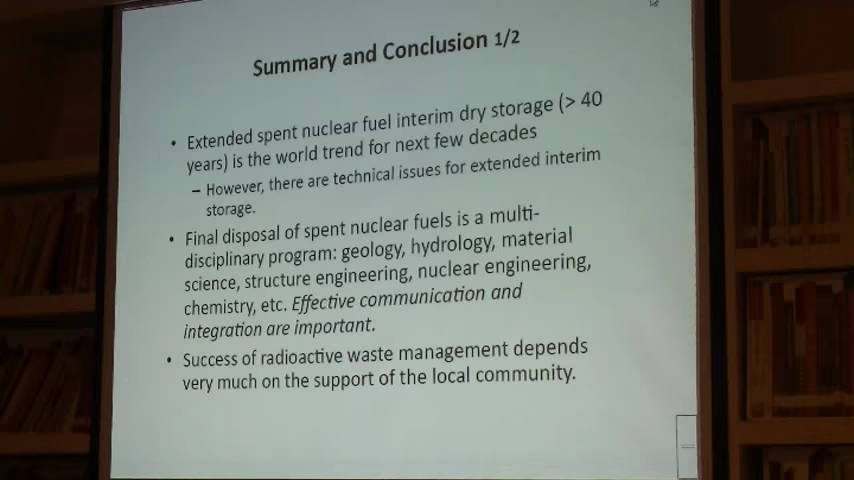 Summary and Conclusion 1/2
• Extended spent nuclear fuel interim dry storage (> 40
years) is the world trend for next few decades
– However, there are technical issues for extended interim
storage.
• Final disposal of spent nuclear fuels is a multi-
disciplinary program: geology, hydrology, material
science, structure engineering, nuclear engineering,
chemistry, etc. Effective communication and
integration are important.
• Success of radioactive waste management depends
very much on the support of the local community.